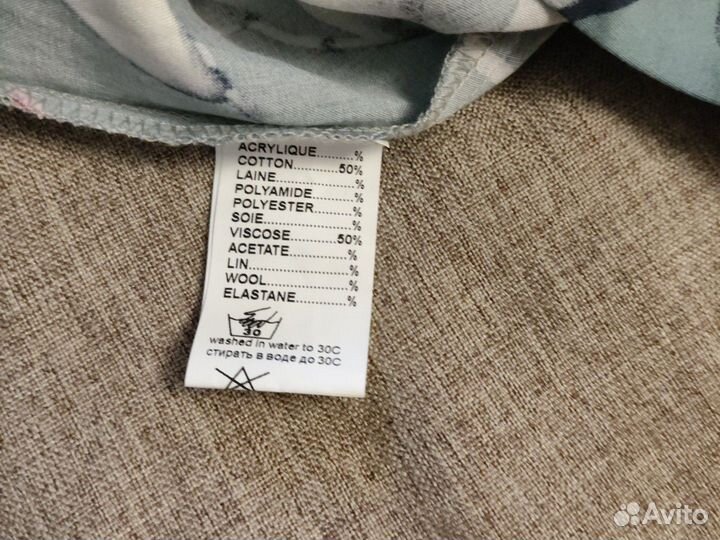 ACRYLIQUE..........%
COTTON..............50%
LAINE....................%
POLYAMIDE...........%
POLYESTER...........%
SOIE......................%
VISCOSE.............50%
ACETATE...............%
LIN........................%
WOOL...................%
ELASTANE............%
30
washed in water to 30C
стирать в воде до 30C
Avito